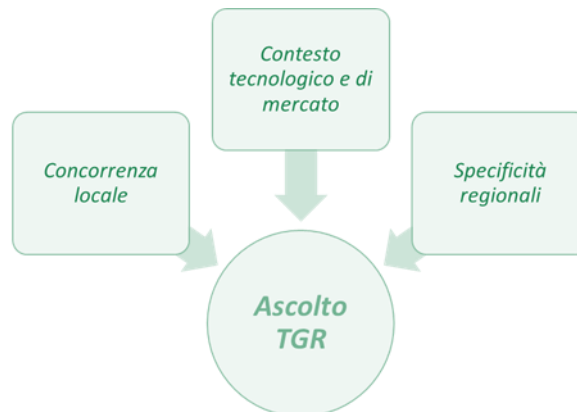 Contesto
tecnologico e di
mercato
Concorrenza
locale
Specificità
regionali
Ascolto
TGR